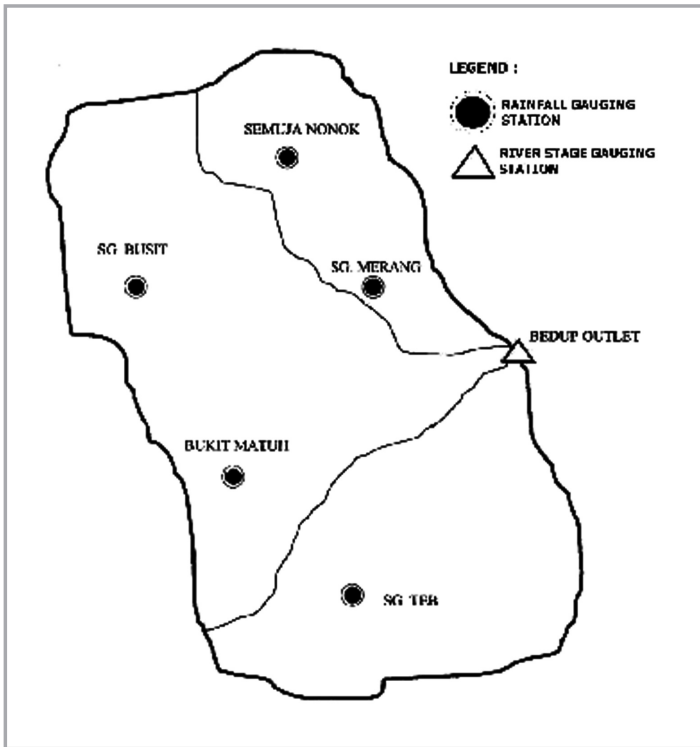 LEGEND :
RAINFALL GAUGING
STATION
RIVER STAGE GAUGING
STATION
SEMUJA NONOK
SG. BUSIT
SG. MERANG
BEDUP OUTLET
BUKIT MATUH
SG. TEB